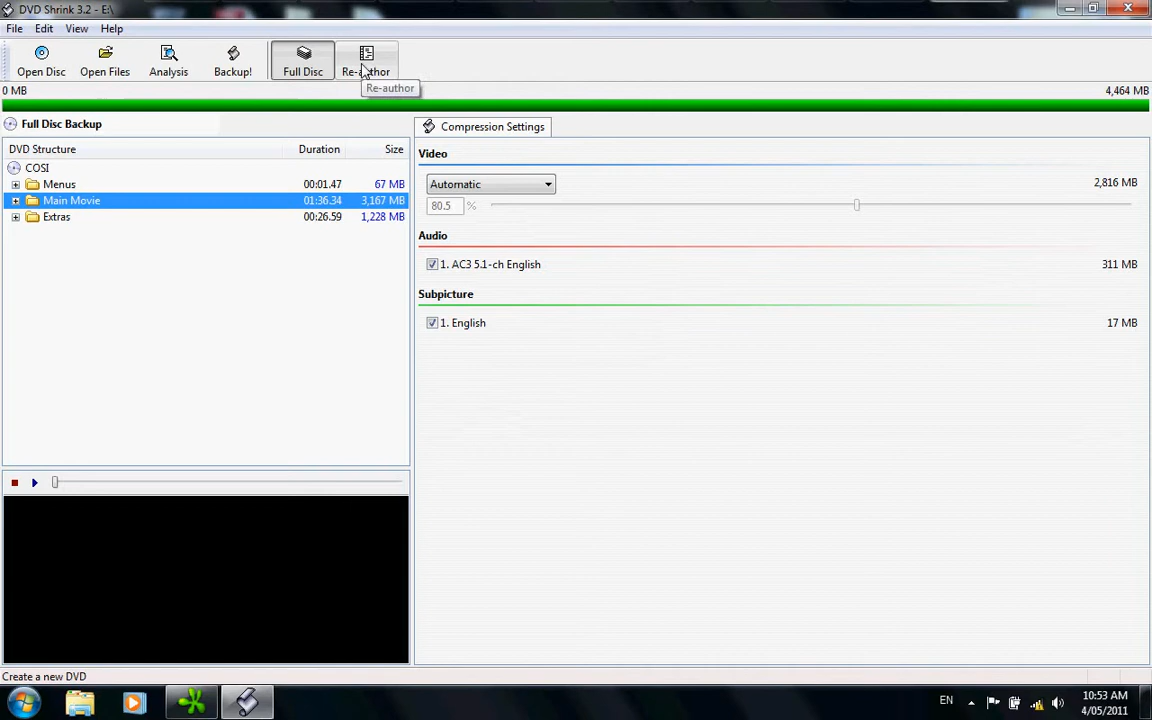 DVD Shrink 3.2 - E:\
File Edit View Help
Open Disc Open Files Analysis Backup! Full Disc Re-author
Re-author
0 MB 4,464 MB
Full Disc Backup
DVD Structure Duration Size
COSI
Menus 00:01.47 67 MB
Main Movie 01:36.34 3,167 MB
Extras 00:26.59 1,228 MB
Compression Settings
Video
Automatic 2,816 MB
80.5 %
Audio
1. AC3 5.1-ch English 311 MB
Subpicture
1. English 17 MB
Create a new DVD
EN 10:53 AM
4/05/2011